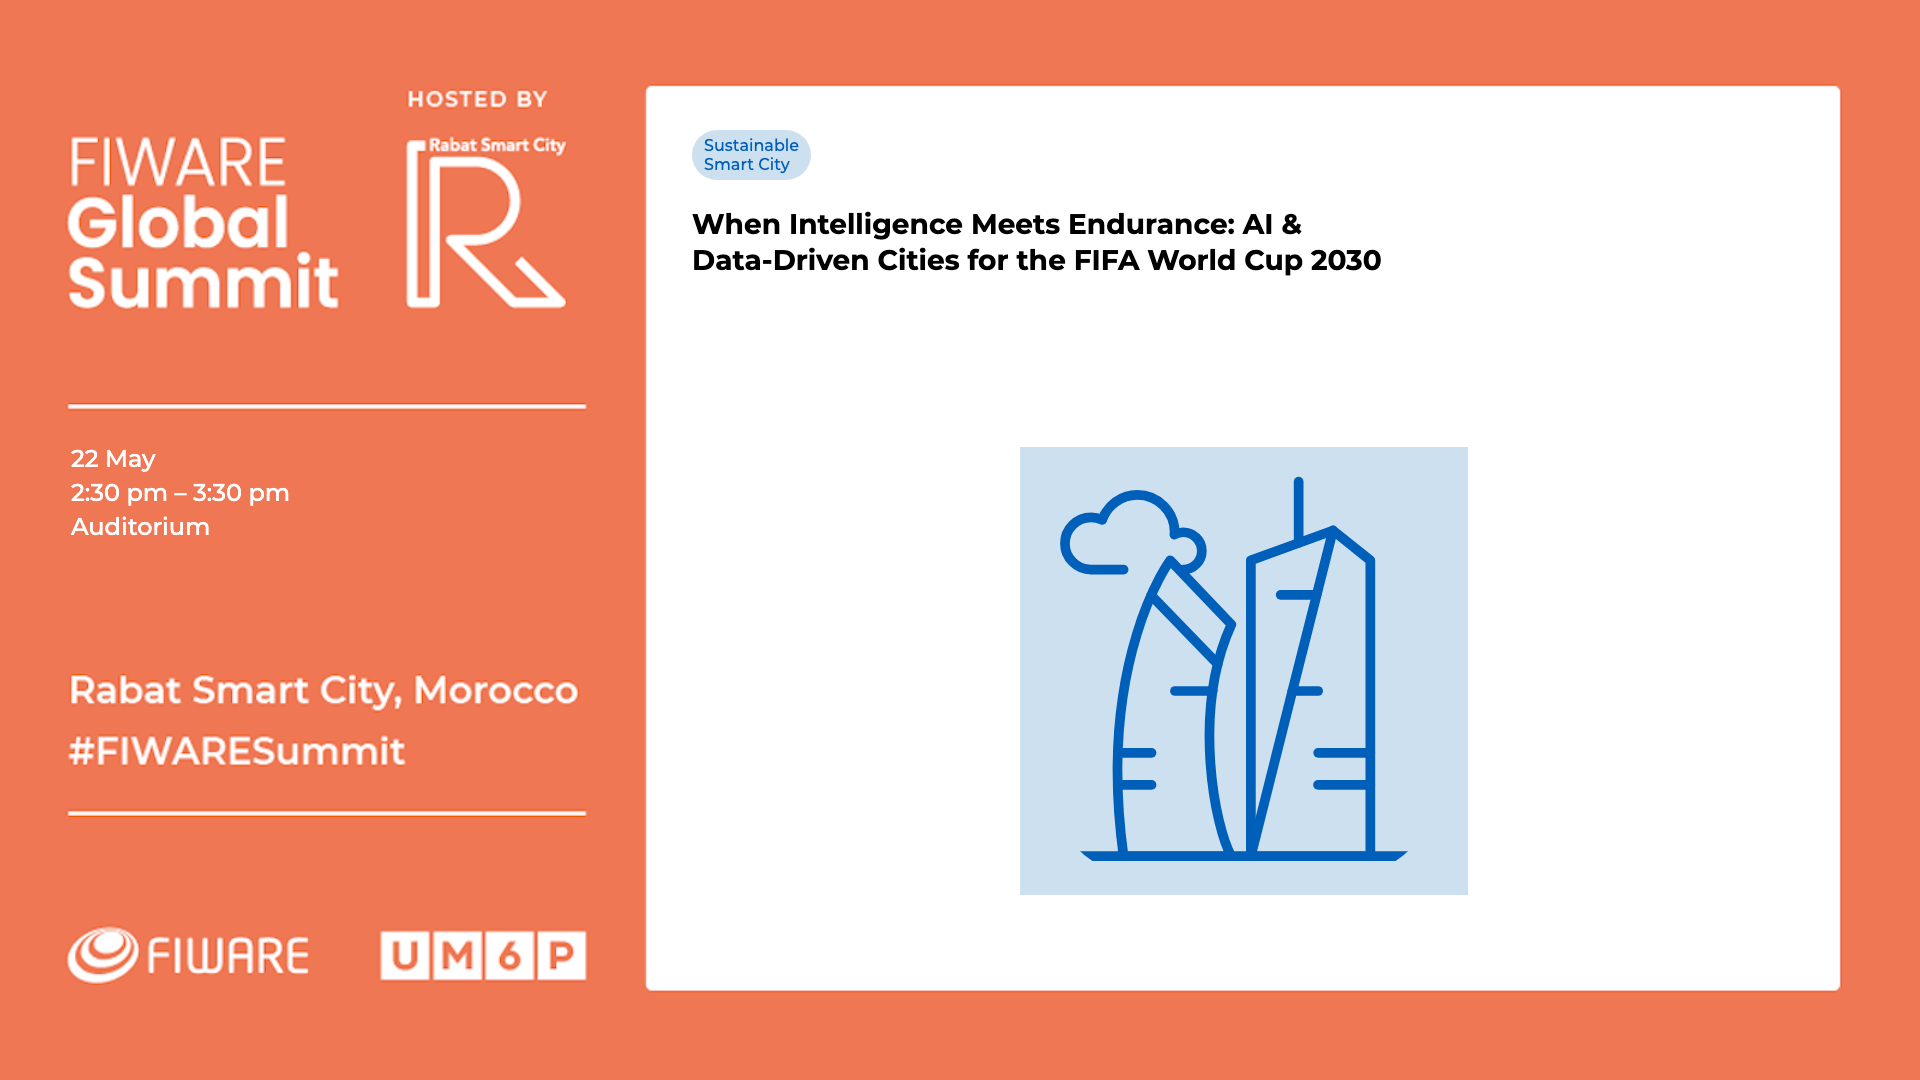 HOSTED BY
FIWARE
Global
Summit
Rabat Smart City
R
22 May
2:30 pm – 3:30 pm
Auditorium
Rabat Smart City, Morocco
#FIWARESummit
FIWARE
UM6P
Sustainable
Smart City
When Intelligence Meets Endurance: AI &
Data-Driven Cities for the FIFA World Cup 2030